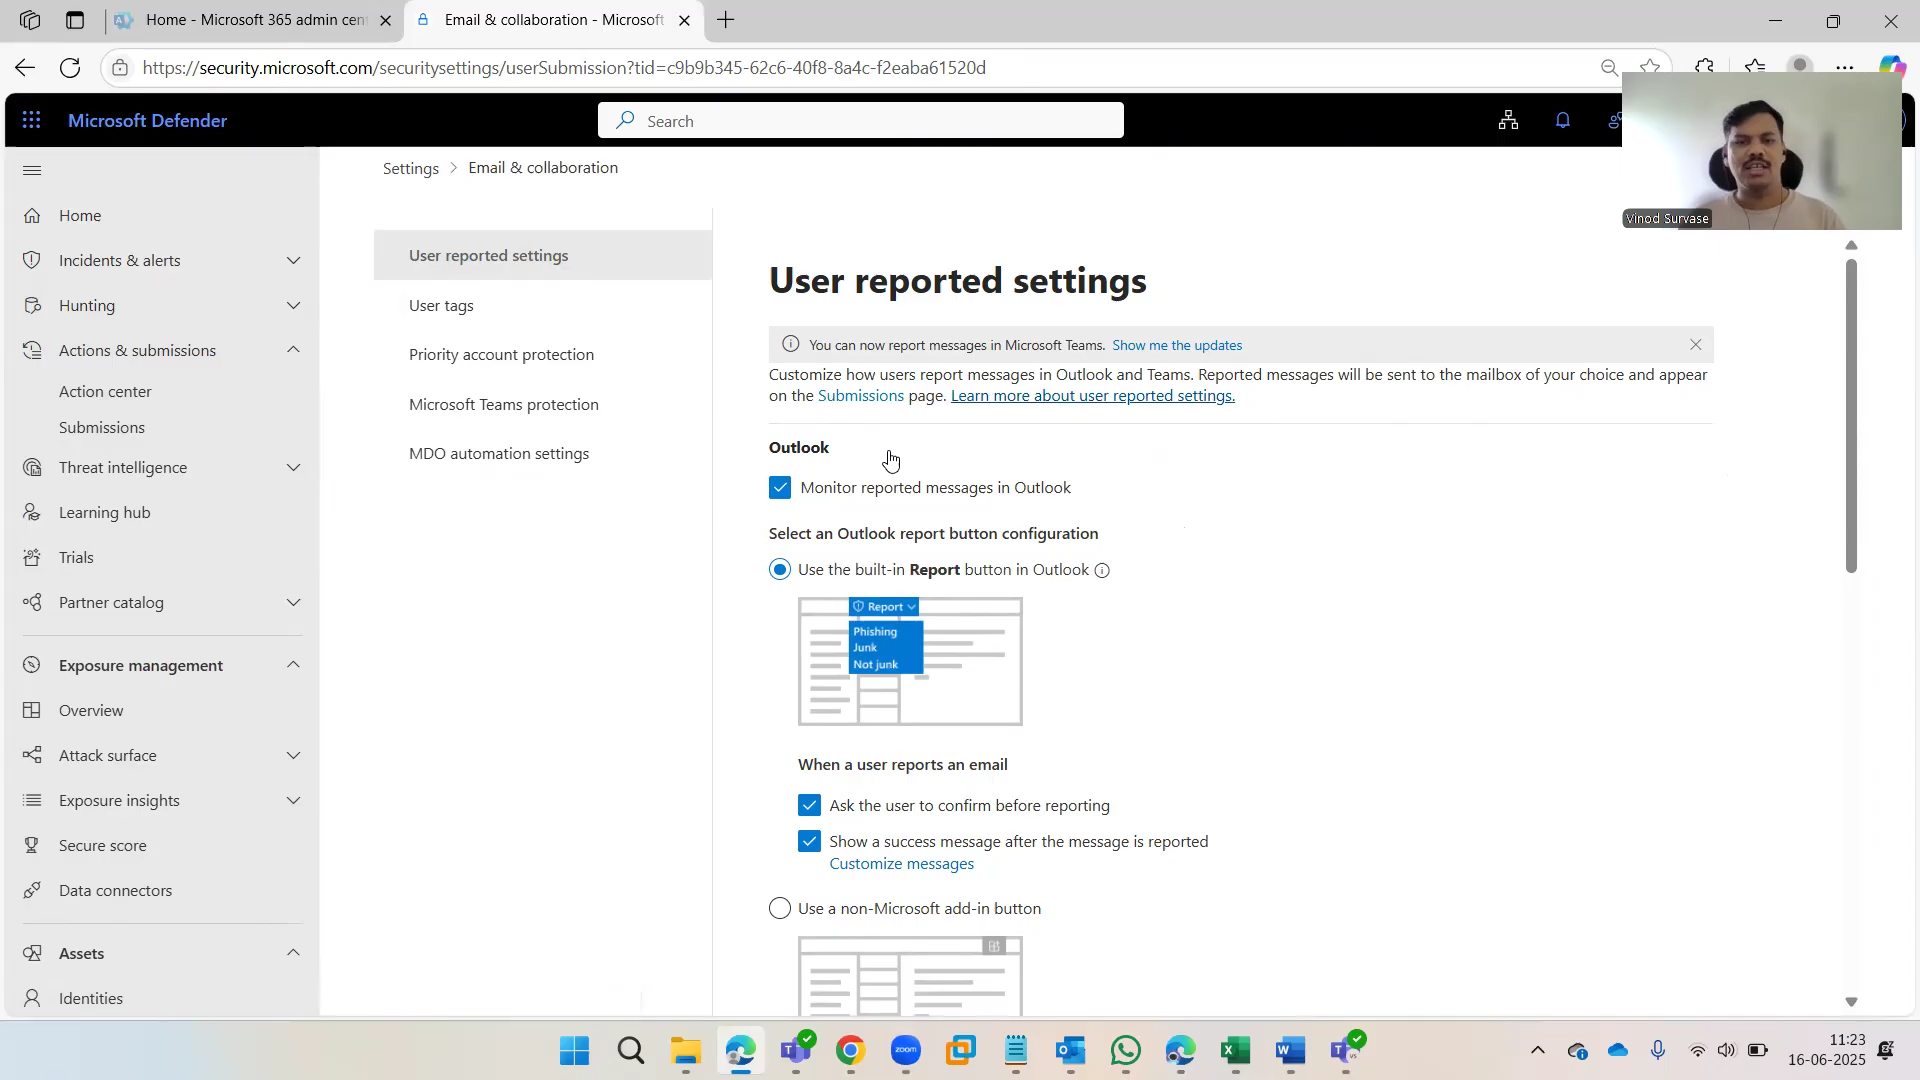 Home - Microsoft 365 admin cen
Email & collaboration - Microsoft
https://security.microsoft.com/securitysettings/userSubmission?tid=c9b9b345-62c6-40f8-8a4c-f2eaba61520d
Microsoft Defender
Search
Vinod Survase
Home
Incidents & alerts
Hunting
Actions & submissions
Action center
Submissions
Threat intelligence
Learning hub
Trials
Partner catalog
Exposure management
Overview
Attack surface
Exposure insights
Secure score
Data connectors
Assets
Identities
Settings > Email & collaboration
User reported settings
User tags
Priority account protection
Microsoft Teams protection
MDO automation settings
User reported settings
You can now report messages in Microsoft Teams. Show me the updates
Customize how users report messages in Outlook and Teams. Reported messages will be sent to the mailbox of your choice and appear
on the Submissions page. Learn more about user reported settings.
Outlook
Monitor reported messages in Outlook
Select an Outlook report button configuration
Use the built-in Report button in Outlook
Report
Phishing
Junk
Not junk
When a user reports an email
Ask the user to confirm before reporting
Show a success message after the message is reported
Customize messages
Use a non-Microsoft add-in button
zoom
11:23
16-06-2025